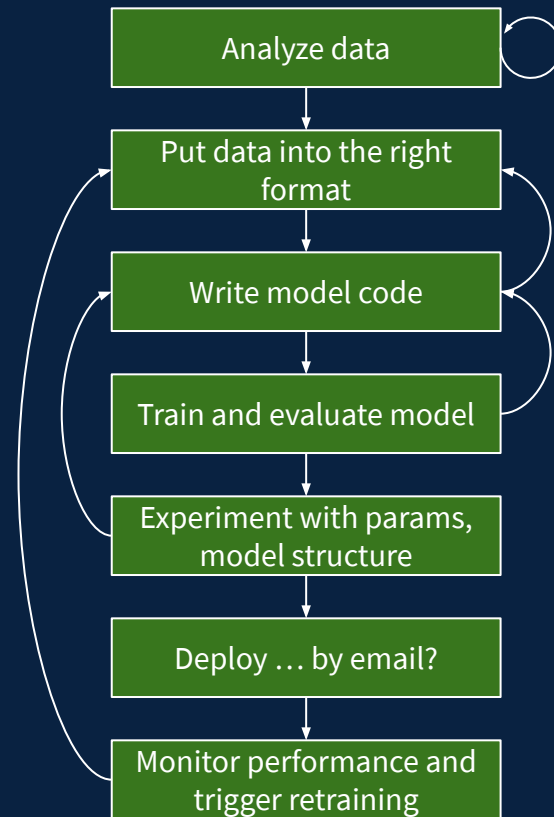 Analyze data
Put data into the right
format
Write model code
Train and evaluate model
Experiment with params,
model structure
Deploy … by email?
Monitor performance and
trigger retraining